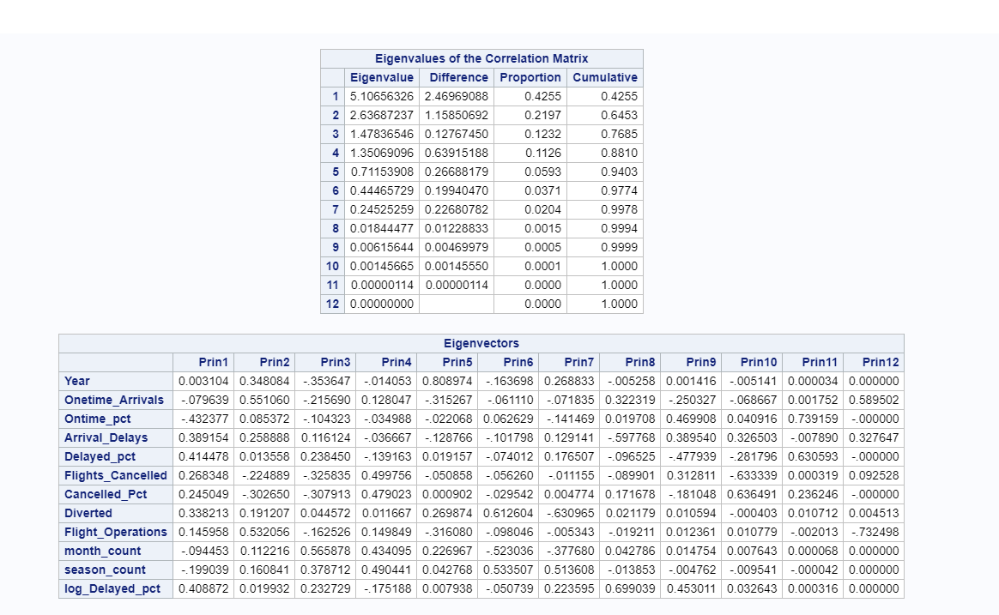 Eigenvalues of the Correlation Matrix
Eigenvalue Difference Proportion Cumulative
1 5.10656326 2.46969088 0.4255 0.4255
2 2.63687237 1.15850692 0.2197 0.6453
3 1.47836546 0.12767450 0.1232 0.7685
4 1.35069096 0.63915188 0.1126 0.8810
5 0.71153908 0.26688179 0.0593 0.9403
6 0.44465729 0.19940470 0.0371 0.9774
7 0.24525259 0.22680782 0.0204 0.9978
8 0.01844477 0.01228833 0.0015 0.9994
9 0.00615644 0.00469979 0.0005 0.9999
10 0.00145665 0.00145550 0.0001 1.0000
11 0.00000114 0.00000114 0.0000 1.0000
12 0.00000000 0.0000 1.0000
Eigenvectors
Prin1 Prin2 Prin3 Prin4 Prin5 Prin6 Prin7 Prin8 Prin9 Prin10 Prin11 Prin12
Year 0.003104 0.348084 -.353647 -.014053 0.808974 -.163698 0.268833 -.005258 0.001416 -.005141 0.000034 0.000000
Onetime_Arrivals -.079639 0.551060 -.215690 0.128047 -.315267 -.061110 -.071835 0.322319 -.250327 -.068667 0.001752 0.589502
Ontime_pct -.432377 0.085372 -.104323 -.034988 -.022068 0.062629 -.141469 0.019708 0.469908 0.040916 0.739159 -.000000
Arrival_Delays 0.389154 0.258888 0.116124 -.036667 -.128766 -.101798 0.129141 -.597768 0.389540 0.326503 -.007890 0.327647
Delayed_pct 0.414478 0.013558 0.238450 -.139163 0.019157 -.074012 0.176507 -.096525 -.477939 -.281796 0.630593 -.000000
Flights_Cancelled 0.268348 -.224889 -.325835 0.499756 -.050858 -.056260 -.011155 -.089901 0.312811 -.633339 0.000319 0.092528
Cancelled_Pct 0.245049 -.302650 -.307913 0.479023 0.000902 -.029542 0.004774 0.171678 -.181048 0.636491 0.236246 -.000000
Diverted 0.338213 0.191207 0.044572 0.011667 0.269874 0.612604 -.630965 0.021179 0.010594 -.000403 0.010712 0.004513
Flight_Operations 0.145958 0.532056 -.162526 0.149849 -.316080 -.098046 -.005343 -.019211 0.012361 0.010779 -.002013 -.732498
month_count -.094453 0.112216 0.565878 0.434095 0.226967 -.523036 -.377680 0.042786 0.014754 0.007643 0.000068 0.000000
season_count -.199039 0.160841 0.378712 0.490441 0.042768 0.533507 0.513608 -.013853 -.004762 -.009541 -.000042 0.000000
log_Delayed_pct 0.408872 0.019932 0.232729 -.175188 0.007938 -.050739 0.223595 0.699039 0.453011 0.032643 0.000316 0.000000